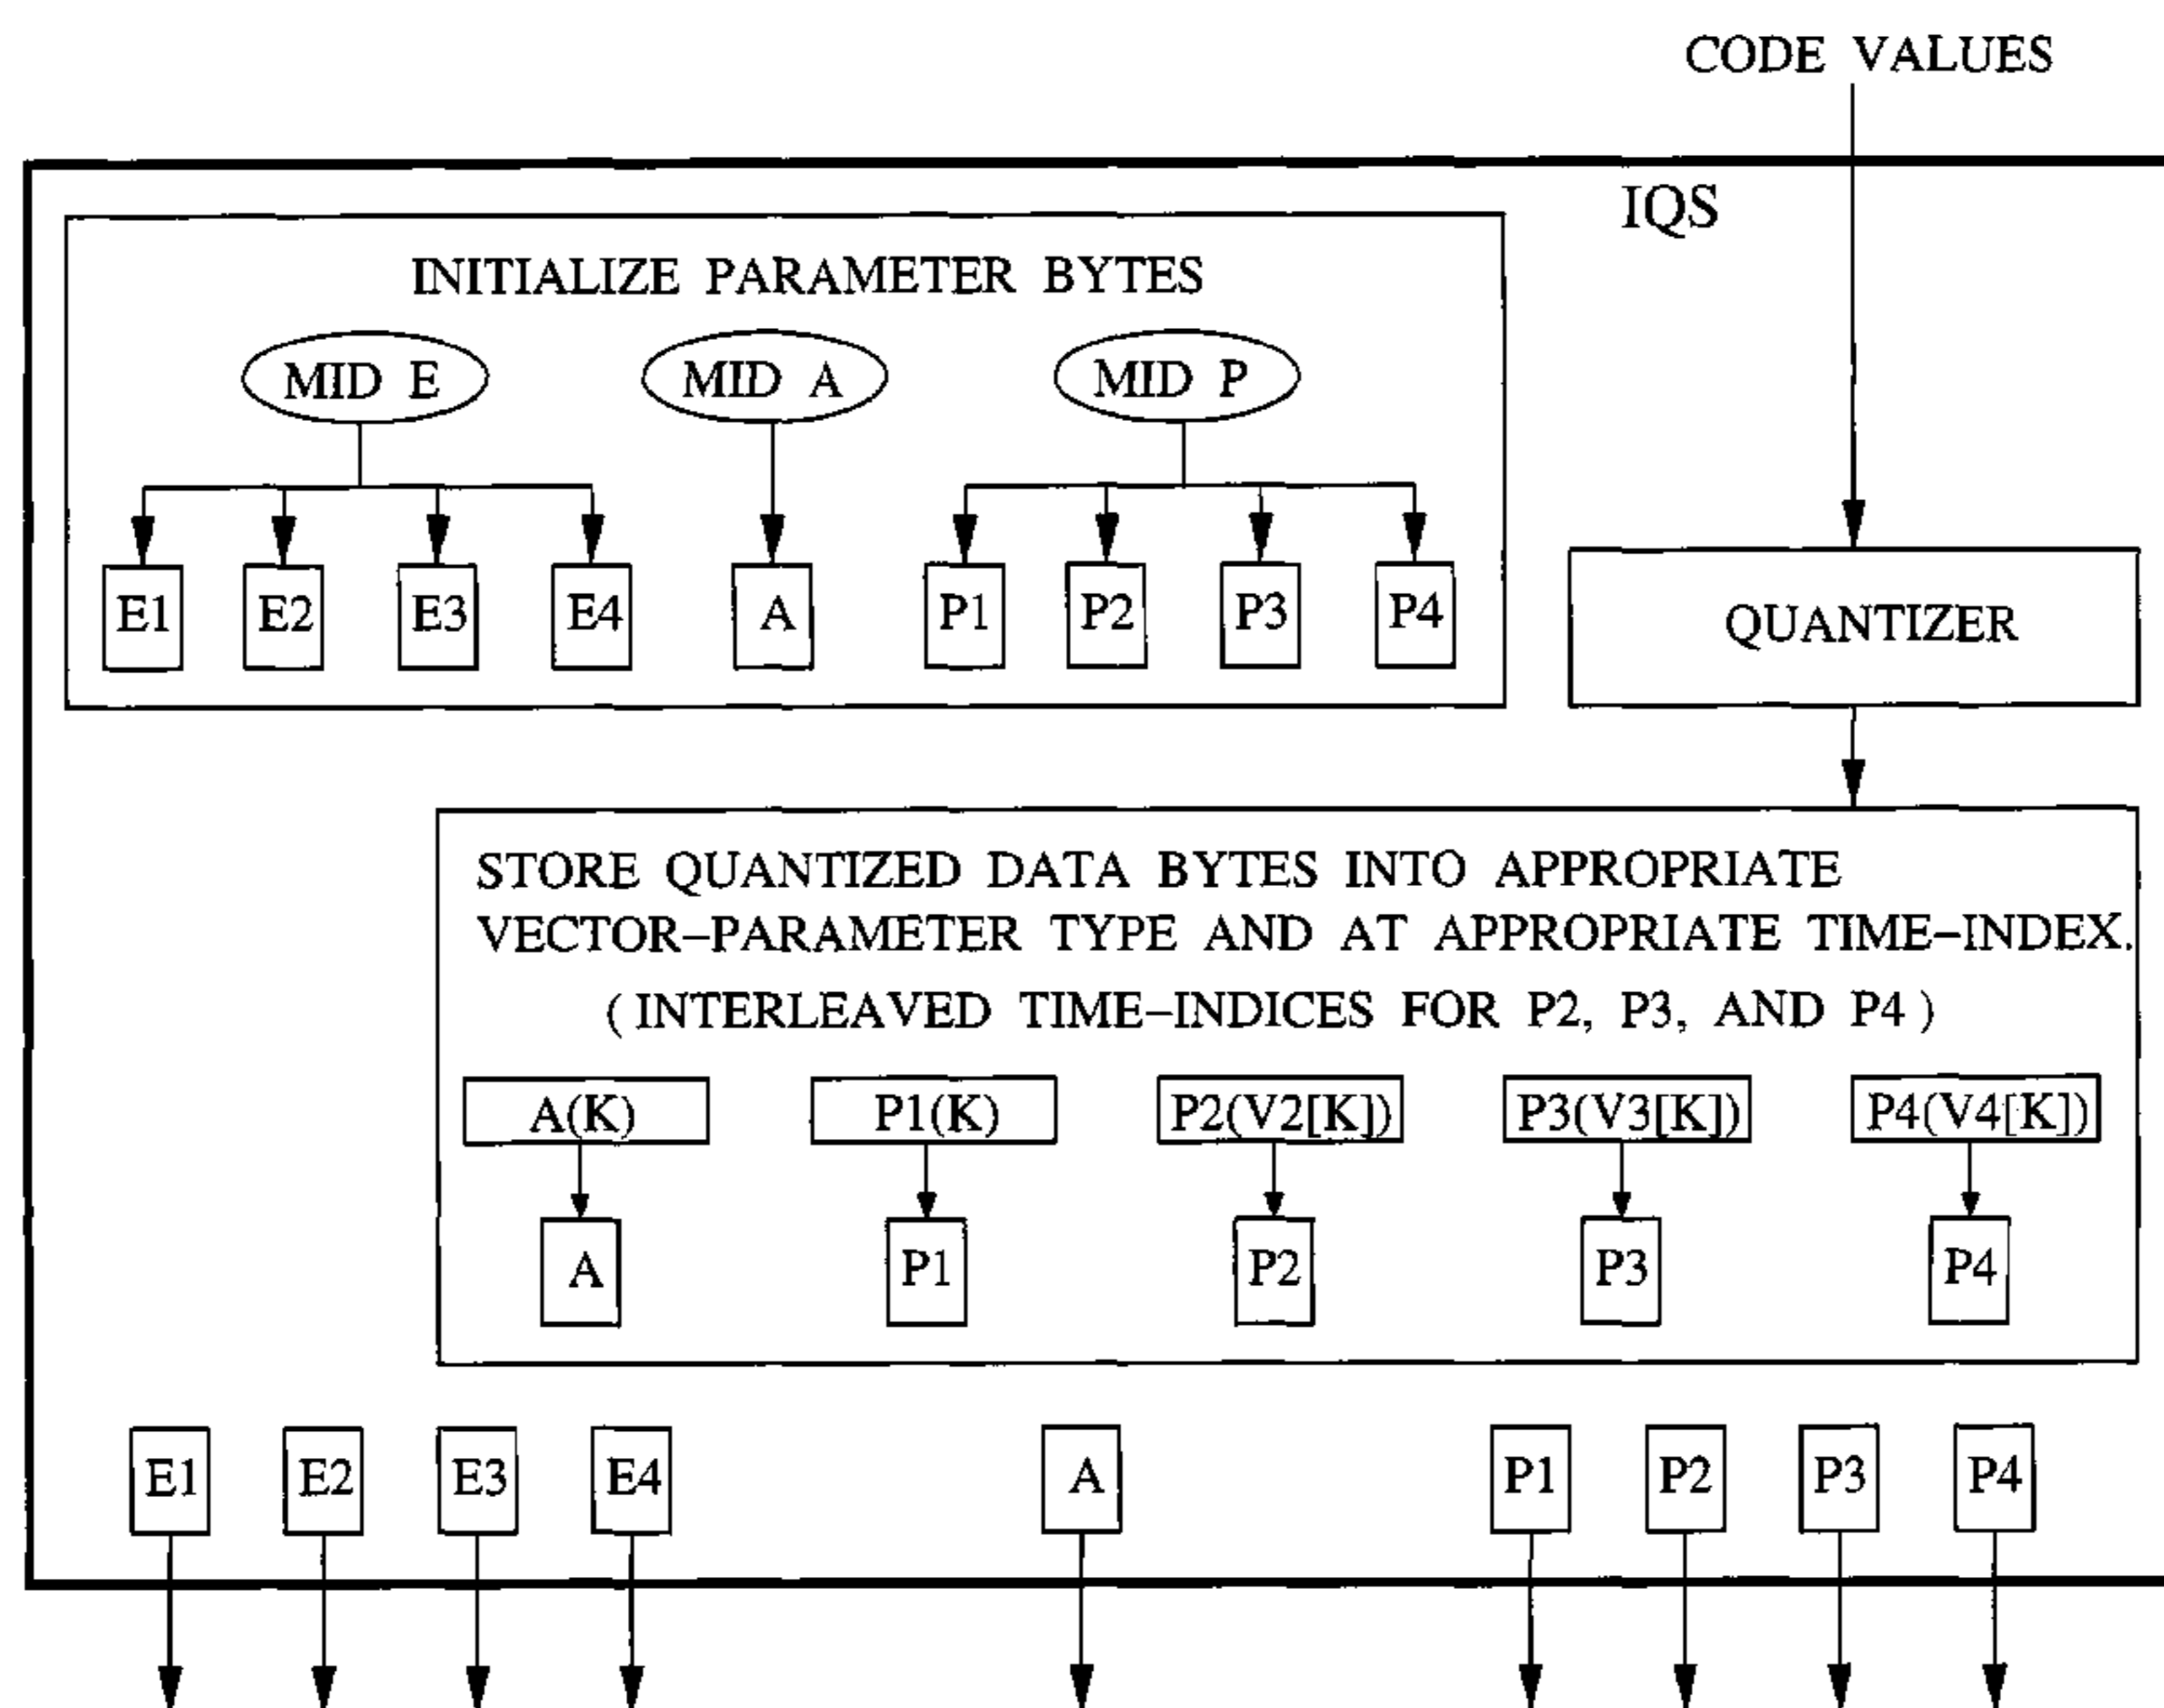 CODE VALUES
IQS
INITIALIZE PARAMETER BYTES
MID E MID A MID P
E1 E2 E3 E4 A P1 P2 P3 P4
QUANTIZER
STORE QUANTIZED DATA BYTES INTO APPROPRIATE
VECTOR–PARAMETER TYPE AND AT APPROPRIATE TIME–INDEX.
( INTERLEAVED TIME–INDICES FOR P2, P3, AND P4 )
A(K) P1(K) P2(V2[K]) P3(V3[K]) P4(V4[K])
A P1 P2 P3 P4
E1 E2 E3 E4 A P1 P2 P3 P4